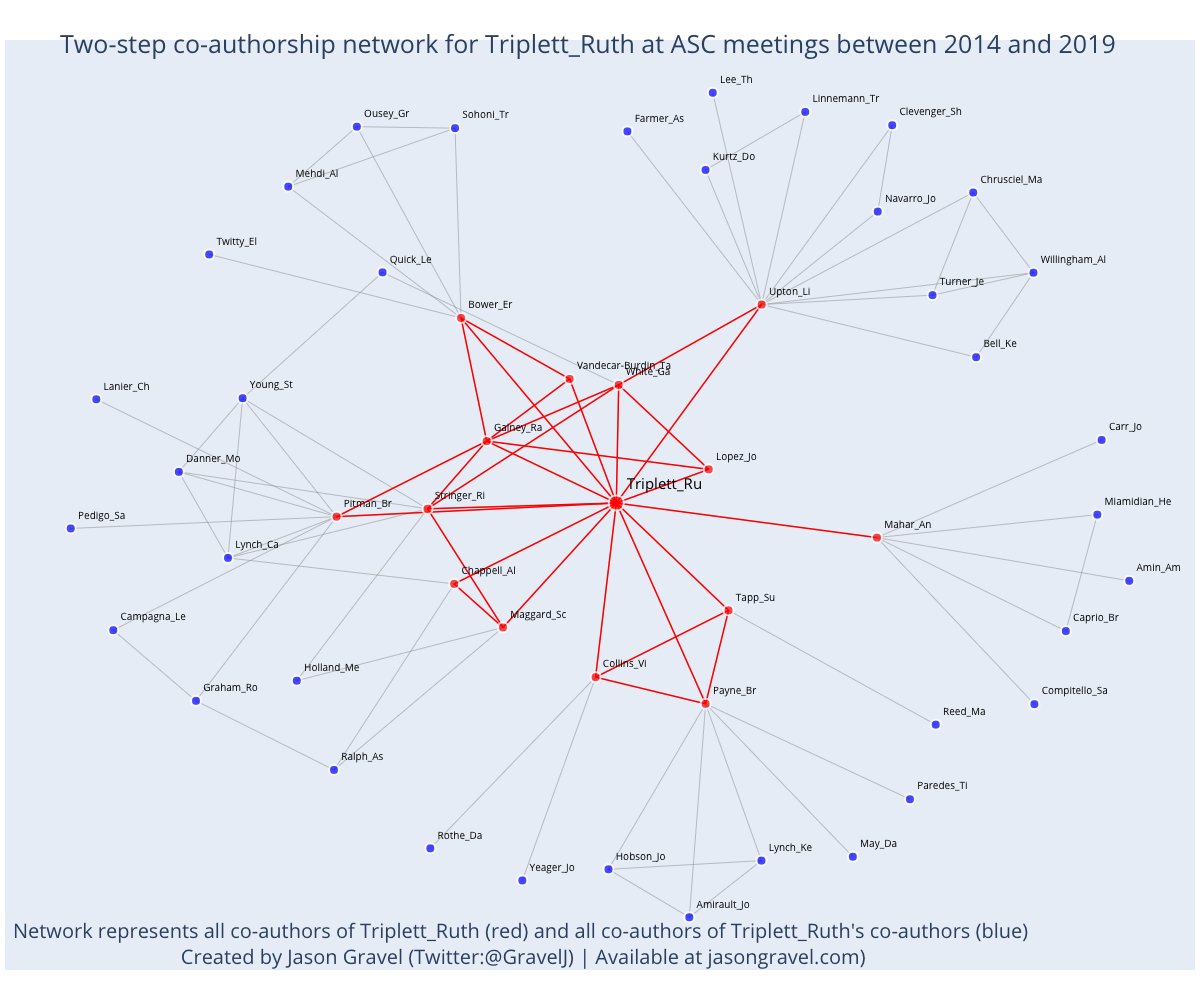 Two-step co-authorship network for Triplett_Ruth at ASC meetings between 2014 and 2019
Lee_Th
Linnemann_Tr
Clevenger_Sh
Farmer_As
Ousey_Gr
Sohoni_Tr
Kurtz_Do
Mehdi_Al
Chrusciel_Ma
Navarro_Jo
Twitty_El
Quick_Le
Willingham_Al
Turner_Je
Upton_Li
Bower_Er
Bell_Ke
Vandecar-Burdin_Ta
White_Ga
Lanier_Ch
Young_St
Gainey_Ra
Carr_Jo
Danner_Mo
Lopez_Jo
Triplett_Ru
Pitman_Br
Stringer_Ri
Miamidian_He
Pedigo_Sa
Mahar_An
Lynch_Ca
Chappell_Al
Amin_Am
Tapp_Su
Campagna_Le
Maggard_Sc
Caprio_Br
Holland_Me
Collins_Vi
Graham_Ro
Payne_Br
Compitello_Sa
Reed_Ma
Ralph_As
Paredes_Ti
Rothe_Da
Yeager_Jo
Hobson_Jo
Lynch_Ke
May_Da
Amirault_Jo
Network represents all co-authors of Triplett_Ruth (red) and all co-authors of Triplett_Ruth's co-authors (blue)
Created by Jason Gravel (Twitter:@GravelJ) | Available at jasongravel.com)